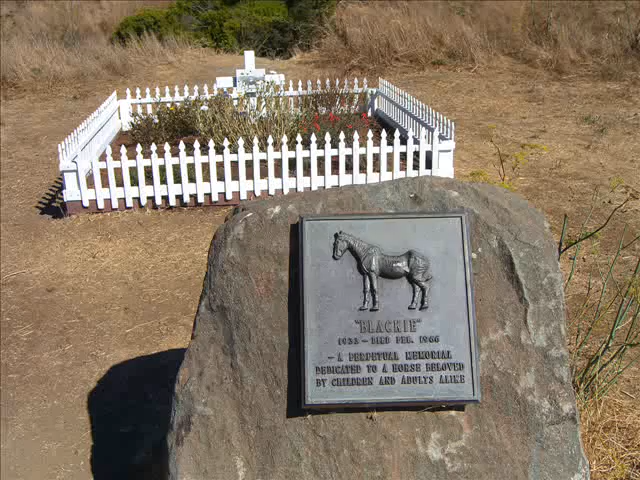 "BLACKIE"
1933 – DIED FEB. 1966
– A PERPETUAL MEMORIAL
DEDICATED TO A HORSE BELOVED
BY CHILDREN AND ADULTS ALIKE